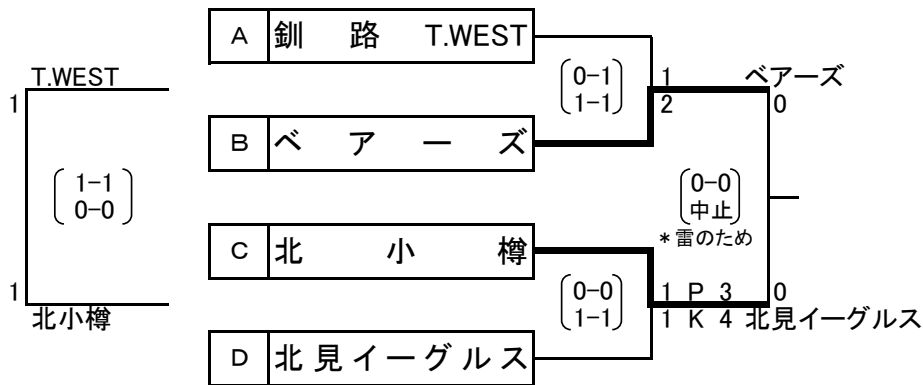 A 釧路 T.WEST
T.WEST
1
0-1
1-1
1
2
ベアーズ
0
B ベアーズ
1-1
0-0
0-0
中止
*雷のため
C 北小樽
1
北小樽
0-0
1-1
1 P 3
1 K 4
0
北見イーグルス
D 北見イーグルス